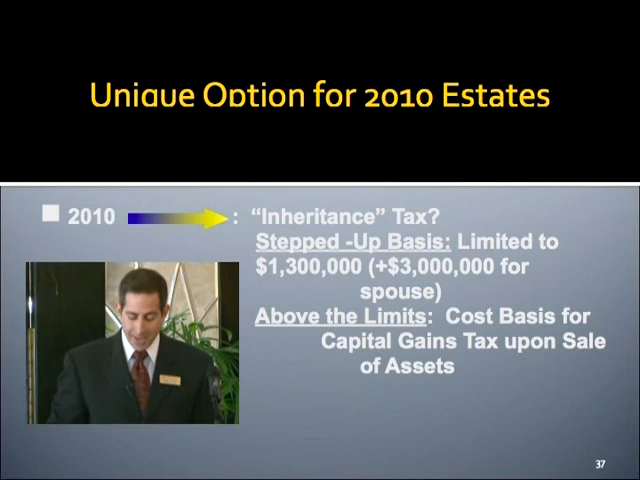 Unique Option for 2010 Estates
2010 : “Inheritance” Tax?
Stepped -Up Basis: Limited to
$1,300,000 (+$3,000,000 for
spouse)
Above the Limits: Cost Basis for
Capital Gains Tax upon Sale
of Assets
37